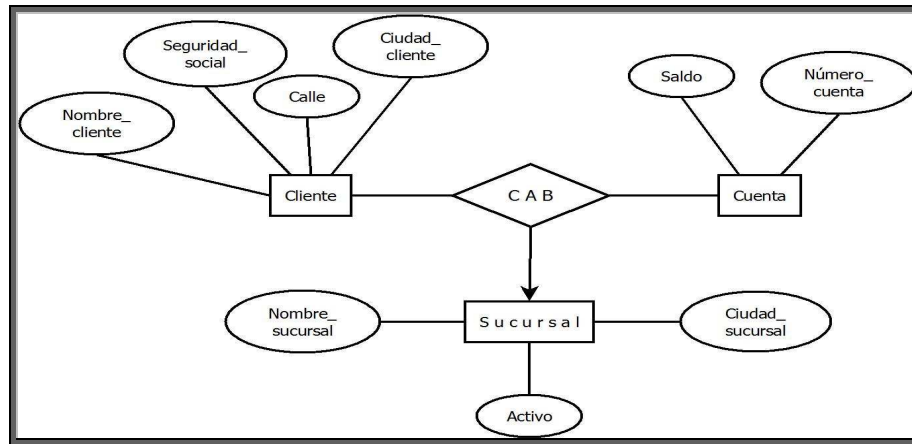 Seguridad_
social
Ciudad_
cliente
Calle
Nombre_
cliente
Saldo
Número_
cuenta
Cliente
C A B
Cuenta
Nombre_
sucursal
S u c u r s a l
Ciudad_
sucursal
Activo